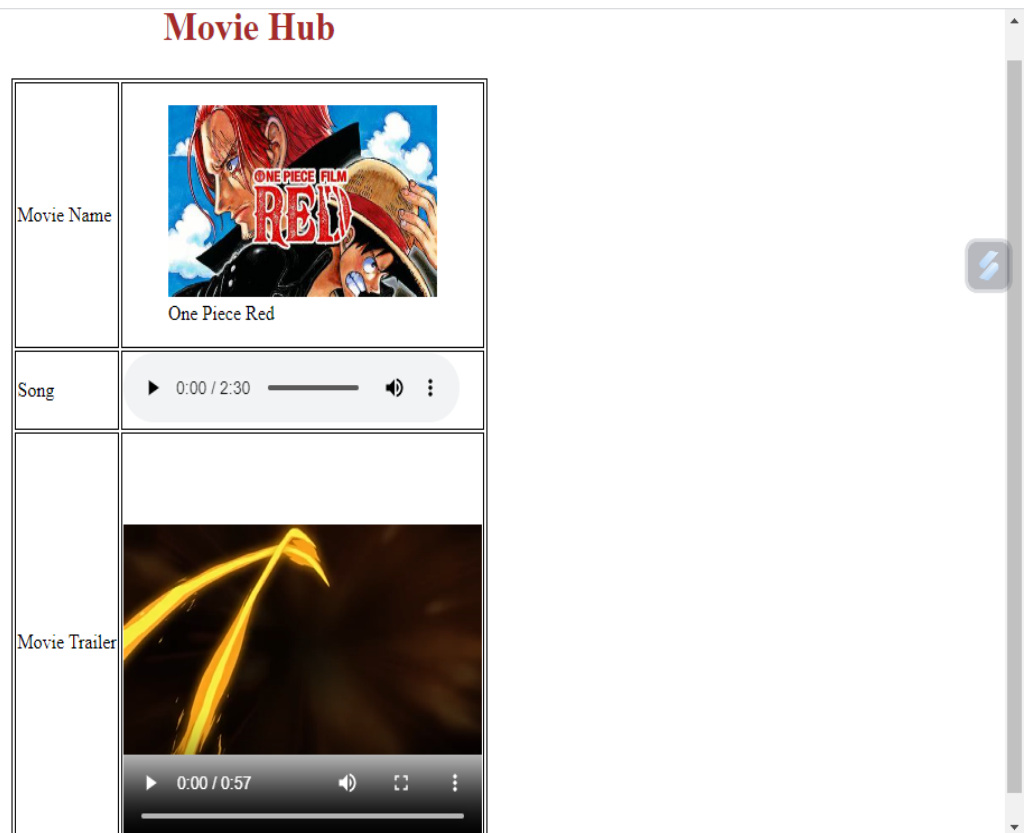 Movie Hub
Movie Name
ONE PIECE FILM
RED
One Piece Red
Song
0:00 / 2:30
Movie Trailer
0:00 / 0:57